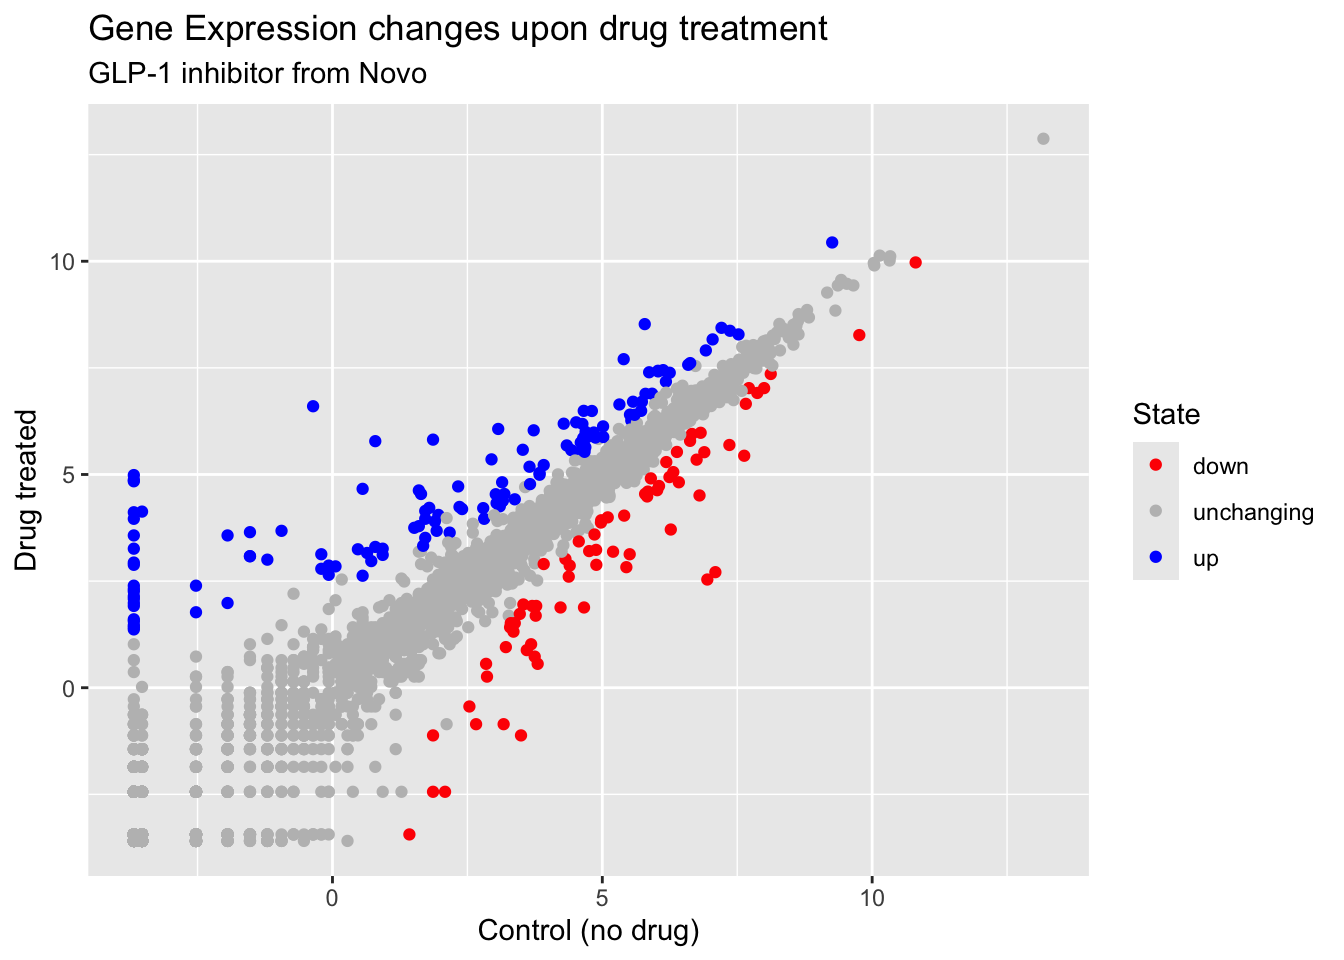 Gene Expression changes upon drug treatment
GLP-1 inhibitor from Novo
Drug treated
10
5
0
0
5
10
Control (no drug)
State
down
unchanging
up